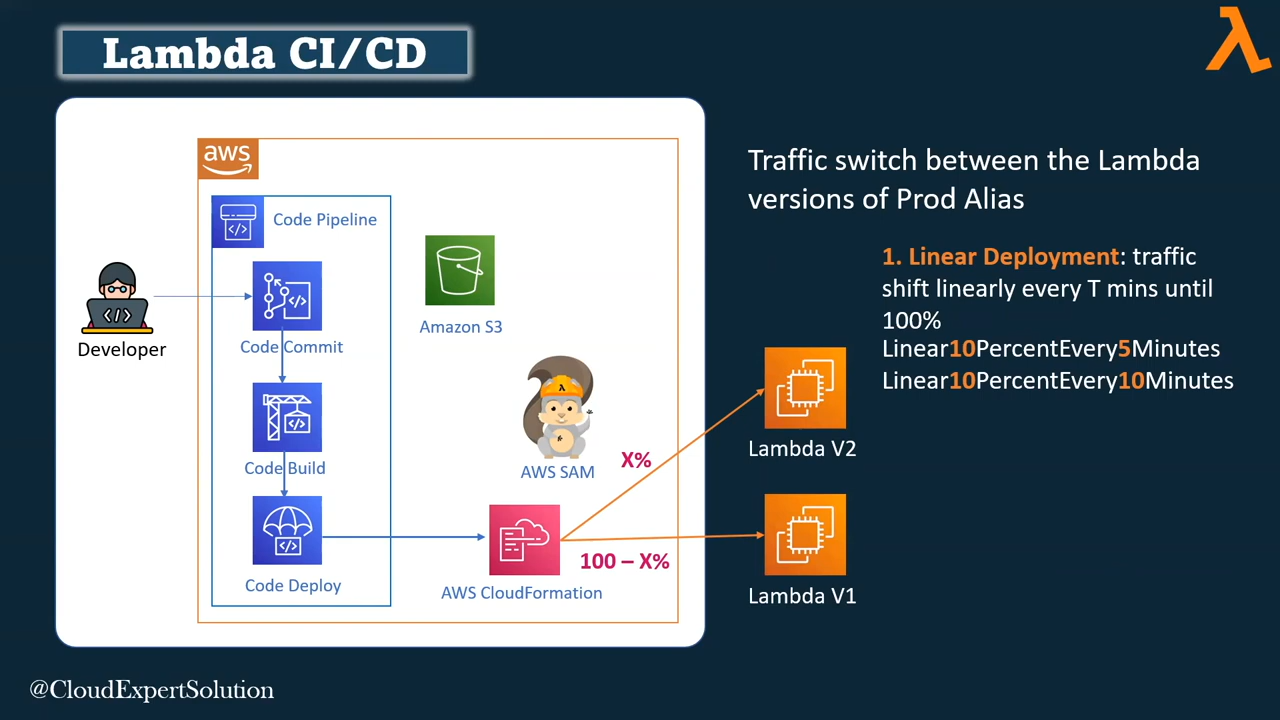 Lambda CI/CD
aws
Code Pipeline
Developer
Code Commit
Code Build
Code Deploy
Amazon S3
AWS SAM
AWS CloudFormation
X%
100 – X%
Traffic switch between the Lambda
versions of Prod Alias
1. Linear Deployment: traffic
shift linearly every T mins until
100%
Linear10PercentEvery5Minutes
Linear10PercentEvery10Minutes
Lambda V2
Lambda V1
@CloudExpertSolution